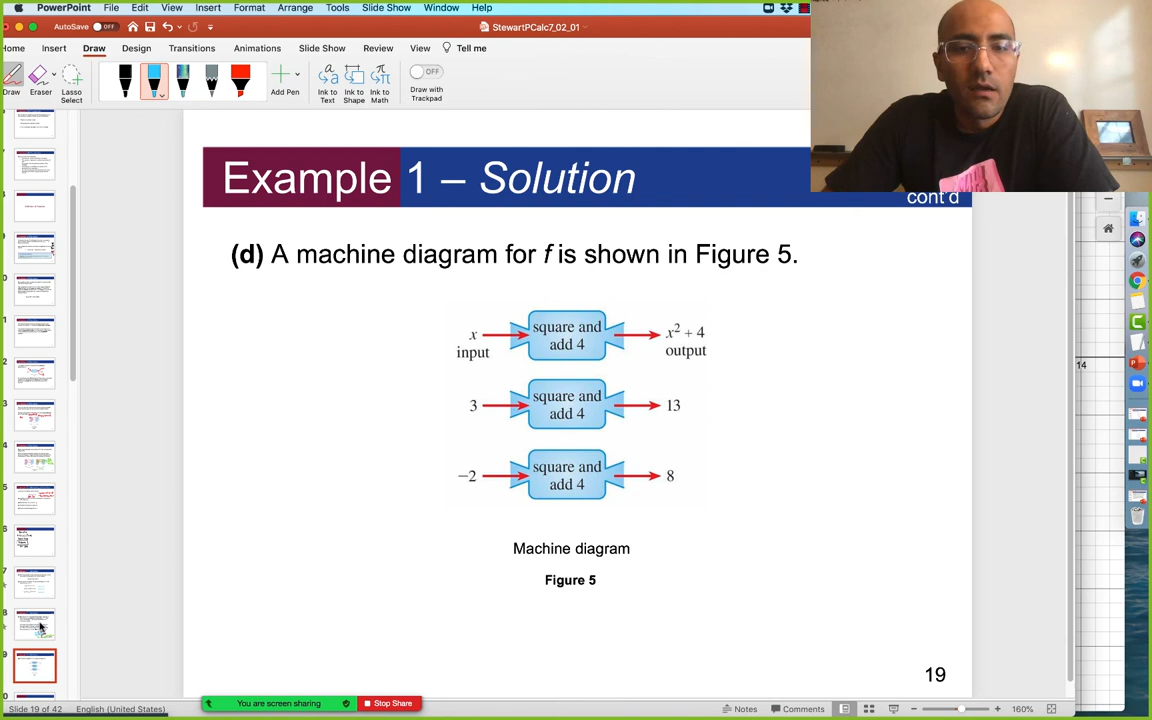 PowerPoint File Edit View Insert Format Arrange Tools Slide Show Window Help
AutoSave OFF
StewartPCalc7_02_01
Home Insert Draw Design Transitions Animations Slide Show Review View Tell me
Draw Eraser Lasso Select Add Pen Ink to Text Ink to Shape Ink to Math OFF Draw with Trackpad
Example 1 – Solution
cont'd
(d) A machine diagram for f is shown in Figure 5.
x input square and add 4 x² + 4 output
3 square and add 4 13
−2 square and add 4 8
Machine diagram
Figure 5
19
14
You are screen sharing Stop Share
Slide 19 of 42 English (United States) Notes Comments 160%